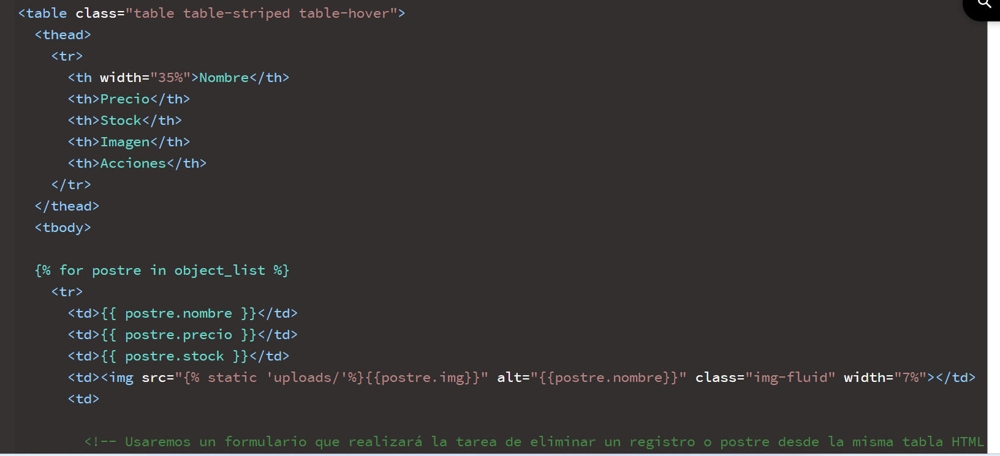 <table class="table table-striped table-hover">
<thead>
<tr>
<th width="35%">Nombre</th>
<th>Precio</th>
<th>Stock</th>
<th>Imagen</th>
<th>Acciones</th>
</tr>
</thead>
<tbody>
{% for postre in object_list %}
<tr>
<td>{{ postre.nombre }}</td>
<td>{{ postre.precio }}</td>
<td>{{ postre.stock }}</td>
<td><img src="{% static 'uploads/'%}{{postre.img}}" alt="{{postre.nombre}}" class="img-fluid" width="7%"></td>
<td>
<!-- Usaremos un formulario que realizará la tarea de eliminar un registro o postre desde la misma tabla HTML